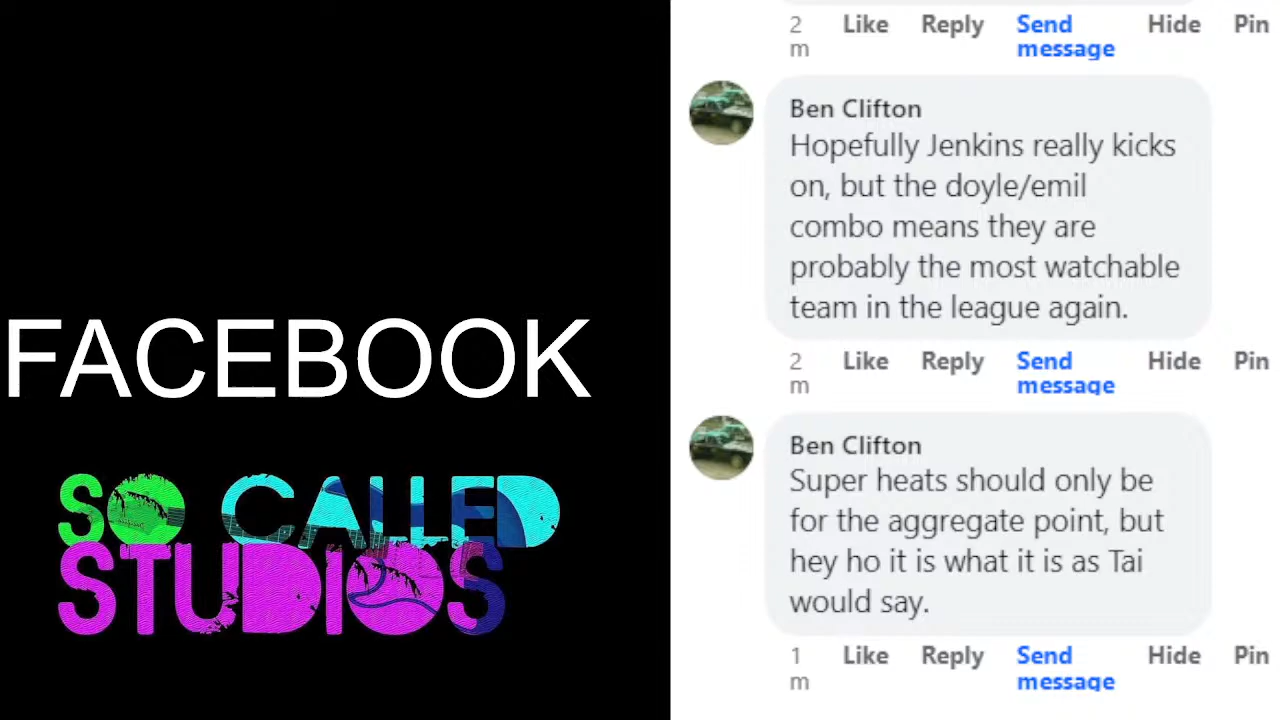 FACEBOOK
SO CALLED
STUDIOS
2
m
Like Reply Send message Hide Pin
Ben Clifton
Hopefully Jenkins really kicks
on, but the doyle/emil
combo means they are
probably the most watchable
team in the league again.
2
m
Like Reply Send message Hide Pin
Ben Clifton
Super heats should only be
for the aggregate point, but
hey ho it is what it is as Tai
would say.
1
m
Like Reply Send message Hide Pin